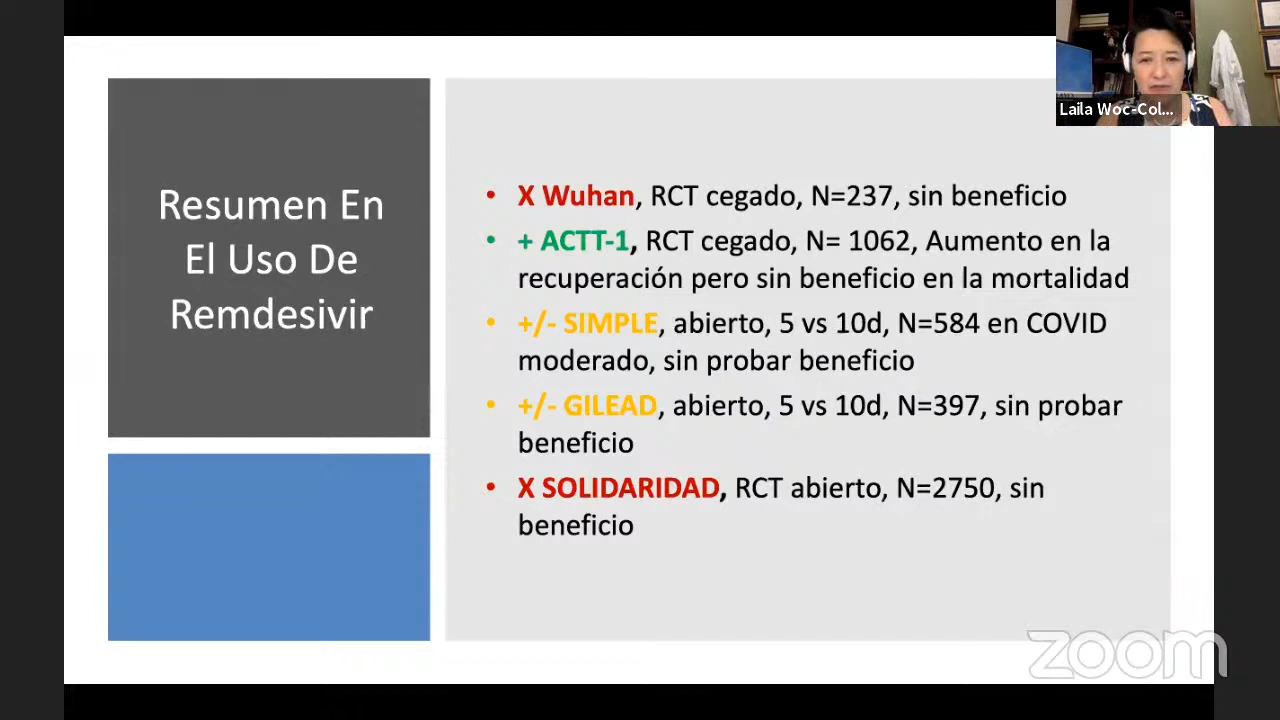 Laila Woc-Col...
Resumen En
El Uso De
Remdesivir
• X Wuhan, RCT cegado, N=237, sin beneficio
• + ACTT-1, RCT cegado, N= 1062, Aumento en la
recuperación pero sin beneficio en la mortalidad
• +/- SIMPLE, abierto, 5 vs 10d, N=584 en COVID
moderado, sin probar beneficio
• +/- GILEAD, abierto, 5 vs 10d, N=397, sin probar
beneficio
• X SOLIDARIDAD, RCT abierto, N=2750, sin
beneficio
zoom